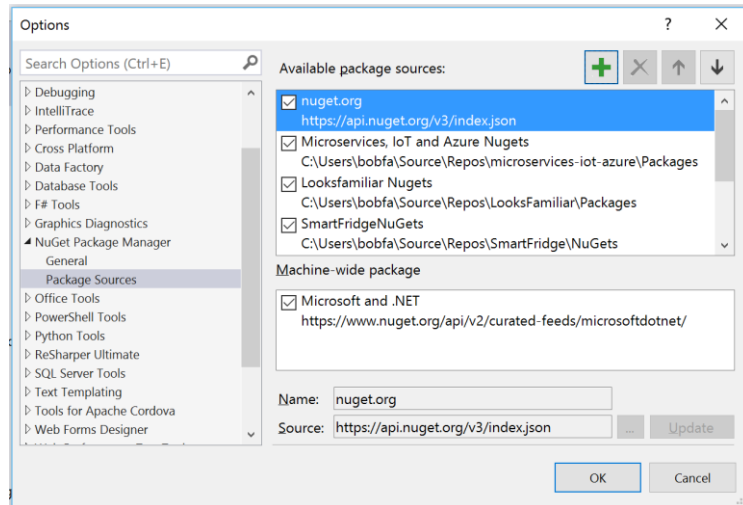 Options
? ×
Search Options (Ctrl+E)
Debugging
IntelliTrace
Performance Tools
Cross Platform
Data Factory
Database Tools
F# Tools
Graphics Diagnostics
NuGet Package Manager
General
Package Sources
Office Tools
PowerShell Tools
Python Tools
ReSharper Ultimate
SQL Server Tools
Text Templating
Tools for Apache Cordova
Web Forms Designer
Available package sources:
nuget.org
https://api.nuget.org/v3/index.json
Microservices, IoT and Azure Nugets
C:\Users\bobfa\Source\Repos\microservices-iot-azure\Packages
Looksfamiliar Nugets
C:\Users\bobfa\Source\Repos\LooksFamiliar\Packages
SmartFridgeNuGets
C:\Users\bobfa\Source\Repos\SmartFridge\NuGets
Machine-wide package
Microsoft and .NET
https://www.nuget.org/api/v2/curated-feeds/microsoftdotnet/
Name: nuget.org
Source: https://api.nuget.org/v3/index.json ... Update
OK Cancel